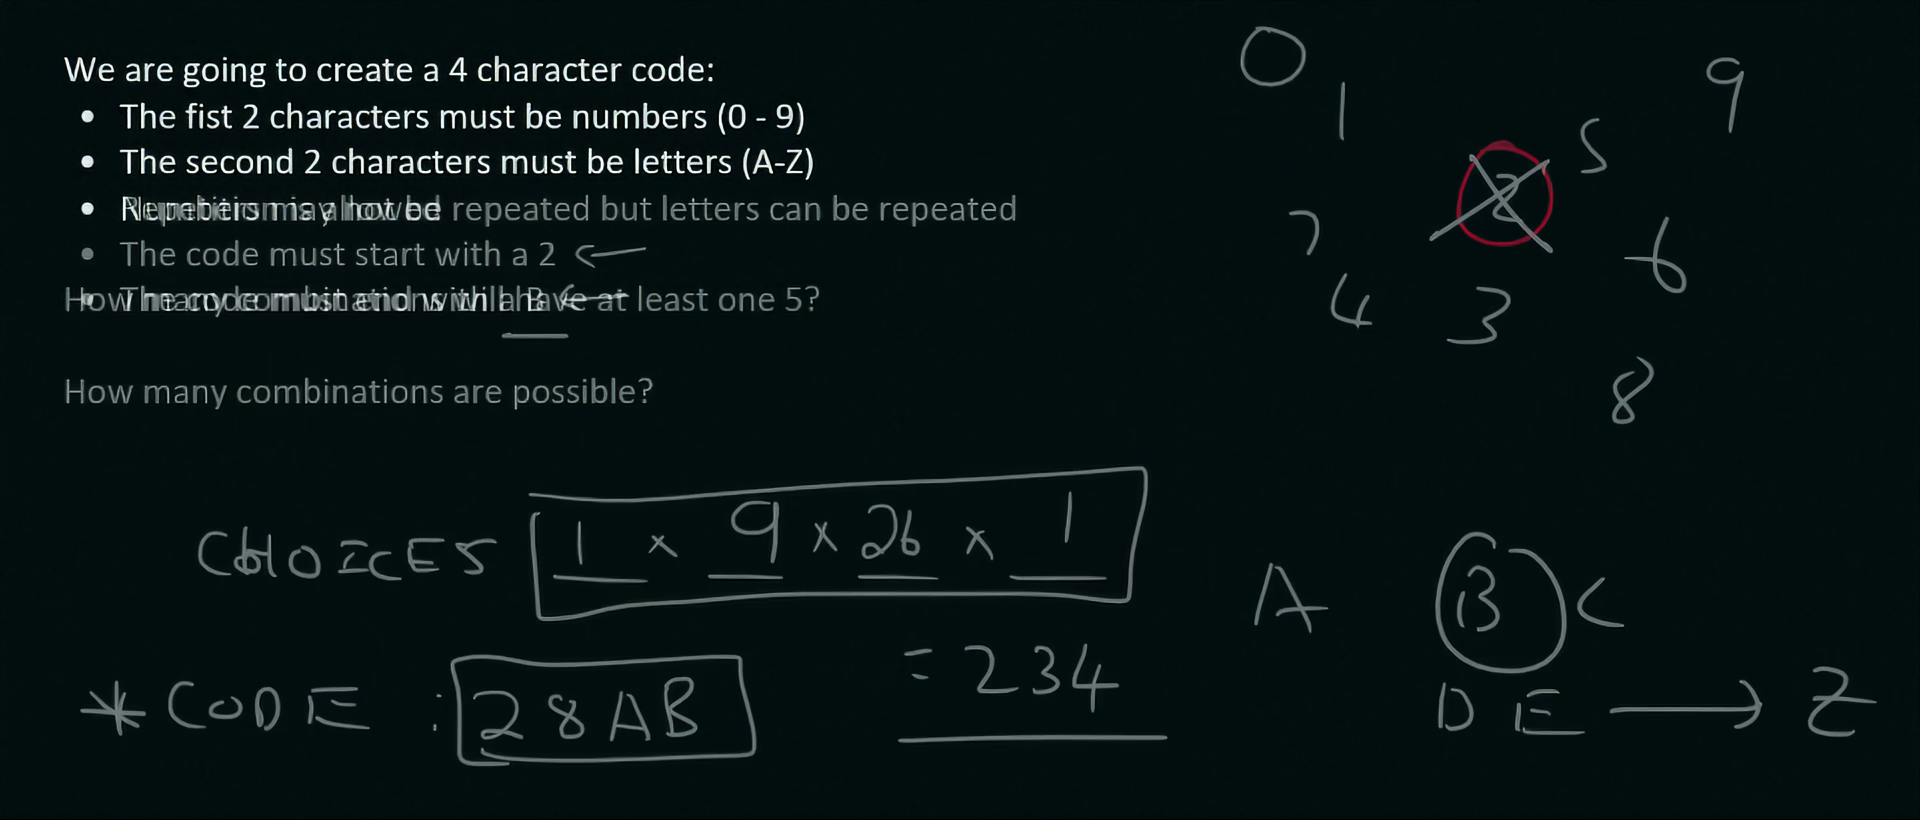 We are going to create a 4 character code:
• The fist 2 characters must be numbers (0 - 9)
• The second 2 characters must be letters (A-Z)
• repeated but letters can be repeated
• The code must start with a 2 ←
at least one 5?
How many combinations are possible?
0 1 2 5 9
7 4 3 6 8
CHOICES 1 x 9 x 26 x 1
= 234
* CODE : 28AB
A B C
D E → Z